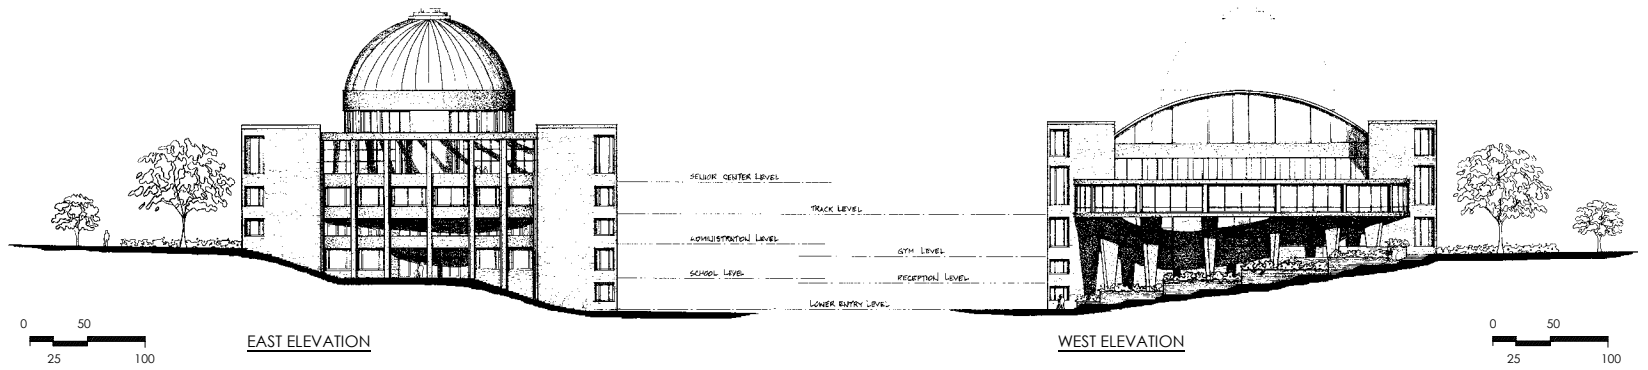 SENIOR CENTER LEVEL
TRACK LEVEL
ADMINISTRATION LEVEL
GYM LEVEL
SCHOOL LEVEL
RECEPTION LEVEL
LOWER ENTRY LEVEL
0 50
25 100
EAST ELEVATION
WEST ELEVATION
0 50
25 100